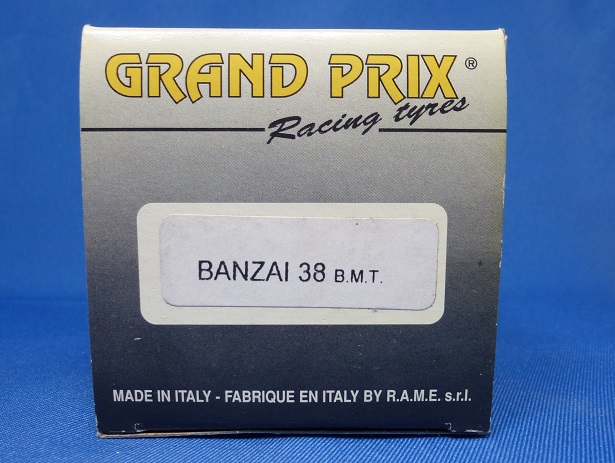 GRAND PRIX®
Racing tyres
BANZAI 38 B.M.T.
MADE IN ITALY - FABRIQUE EN ITALY BY R.A.M.E. s.r.l.